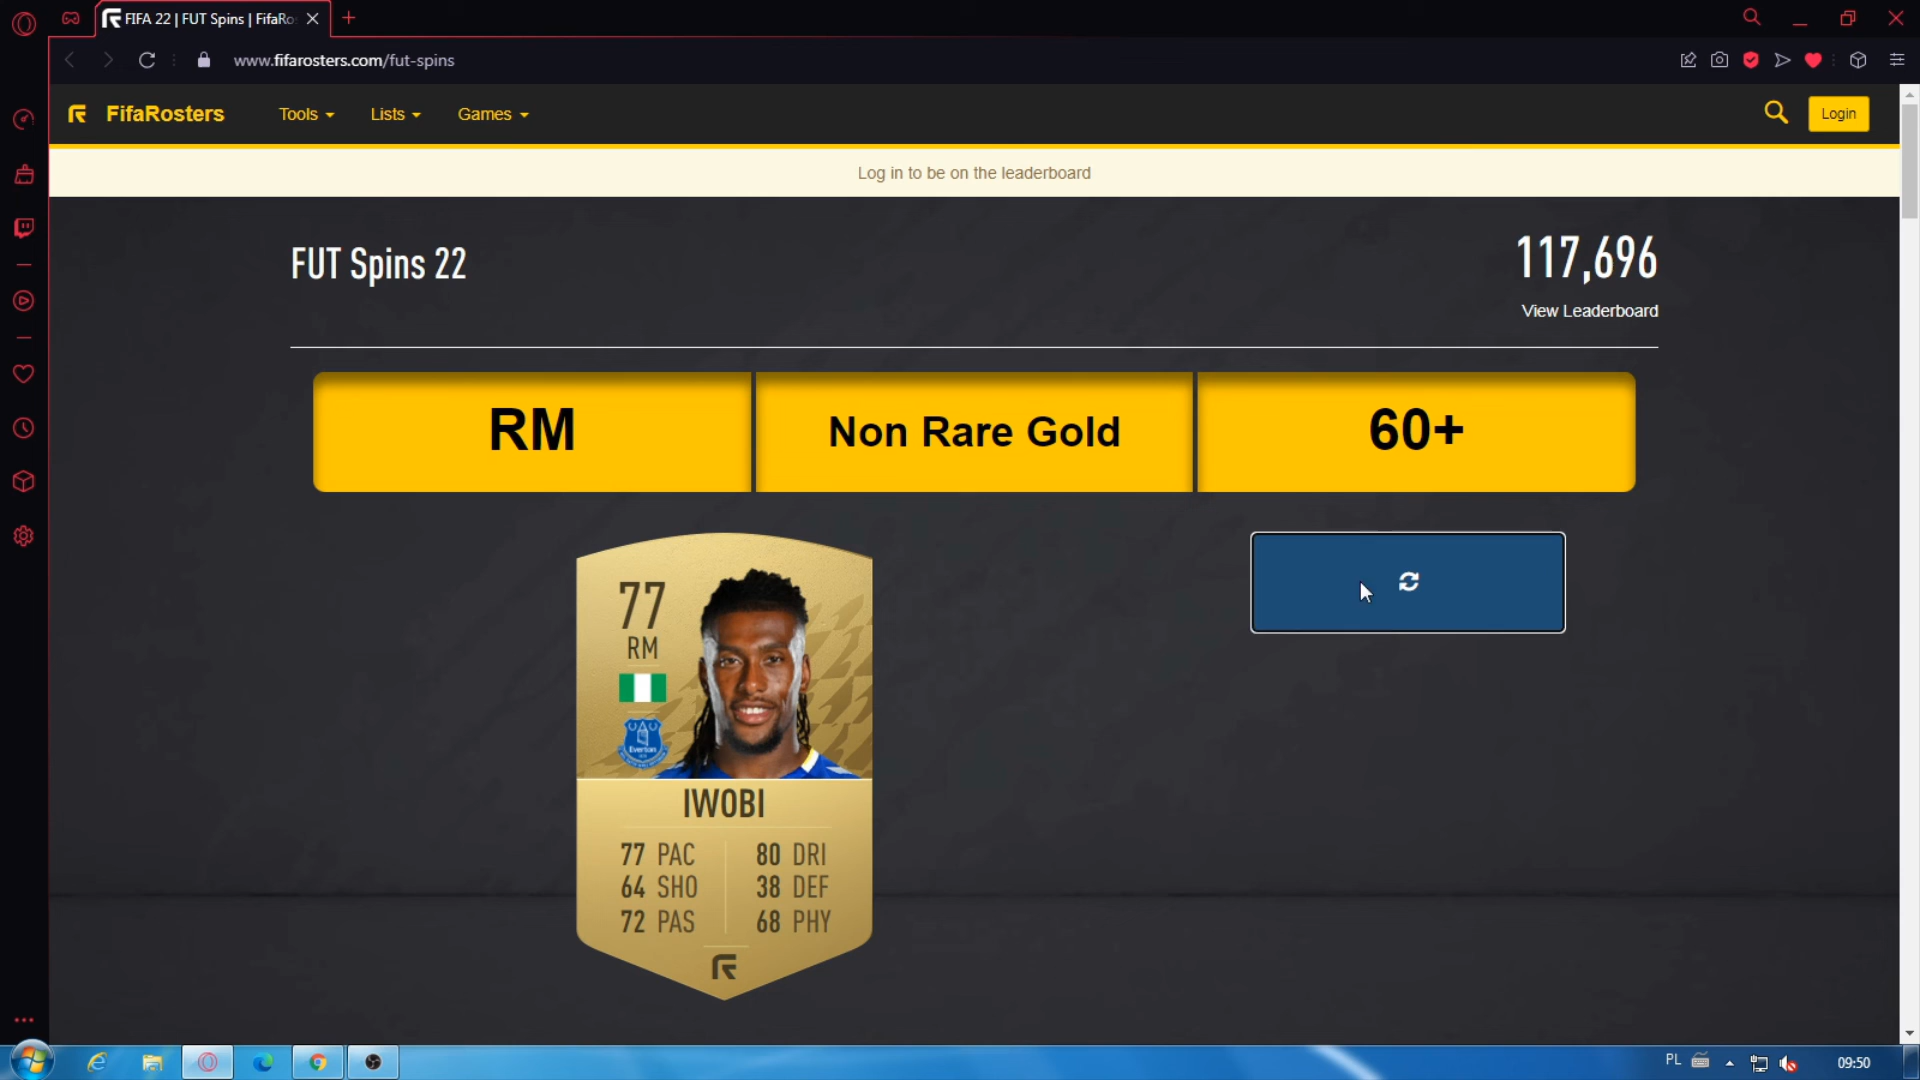 FIFA 22 | FUT Spins | FifaRo
www.fifarosters.com/fut-spins
FifaRosters
Tools
Lists
Games
Login
Log in to be on the leaderboard
FUT Spins 22
117,696
View Leaderboard
RM
Non Rare Gold
60+
77
RM
Everton
IWOBI
77 PAC
80 DRI
64 SHO
38 DEF
72 PAS
68 PHY
PL
09:50